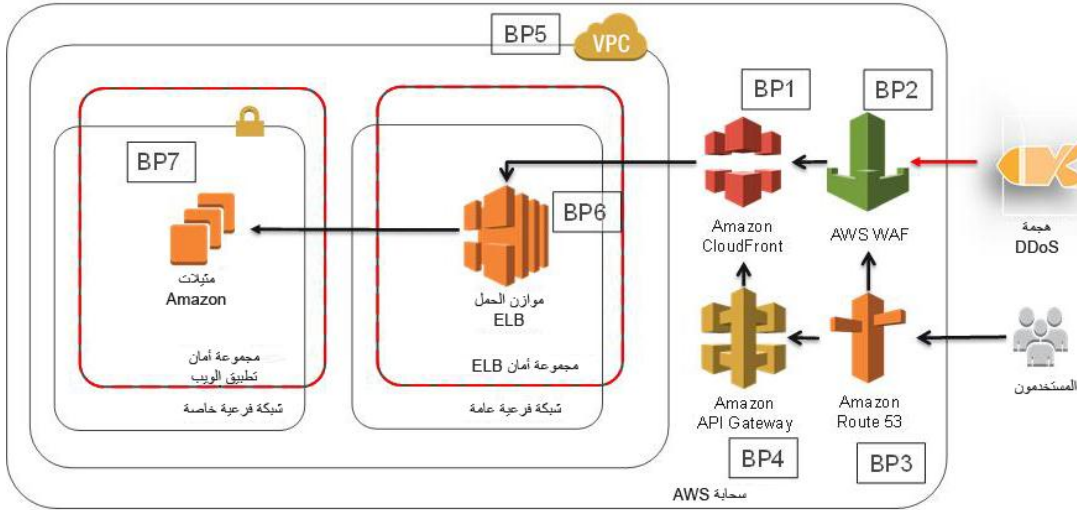 BP5
VPC
BP1
BP2
BP7
BP6
Amazon
CloudFront
AWS WAF
هجمة
DDoS
مثيلات
Amazon
موازن الحمل
ELB
المستخدمون
مجموعة أمان
تطبيق الويب
مجموعة أمان ELB
شبكة فرعية خاصة
شبكة فرعية عامة
Amazon
API Gateway
Amazon
Route 53
BP4
BP3
سحابة AWS